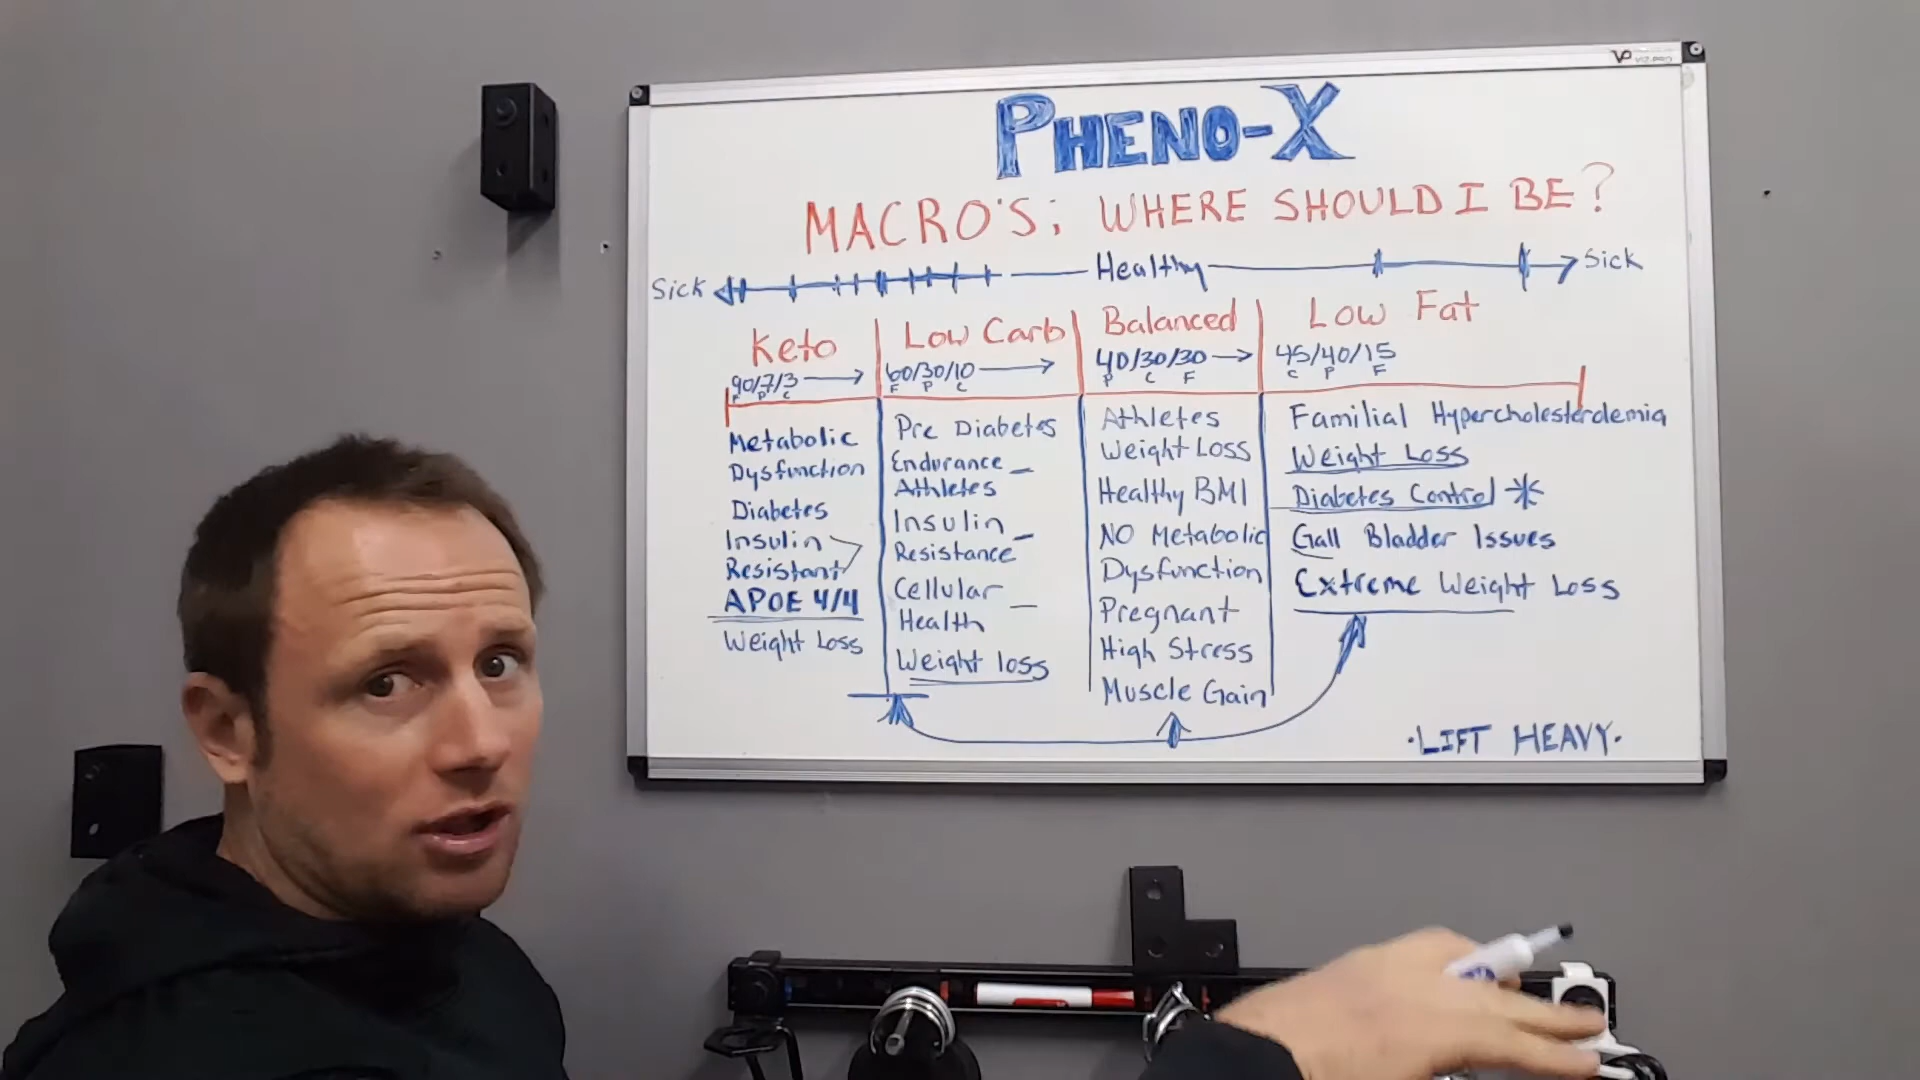 VIZ-PRO
PHENO-X
MACRO'S: WHERE SHOULD I BE?
Sick Healthy Sick
Keto
90/7/3
F P C
Metabolic
Dysfunction
Diabetes
Insulin
Resistant
APOE 4/4
Weight Loss
Low Carb
60/30/10
F P C
Pre Diabetes
Endurance
Athletes
Insulin
Resistance
Cellular
Health
Weight loss
Balanced
40/30/30
P C F
Athletes
Weight Loss
Healthy BMI
NO Metabolic
Dysfunction
Pregnant
High Stress
Muscle Gain
Low Fat
45/40/15
C P F
Familial Hypercholesterolemia
Weight Loss
Diabetes Control *
Gall Bladder Issues
Extreme Weight Loss
·LIFT HEAVY·